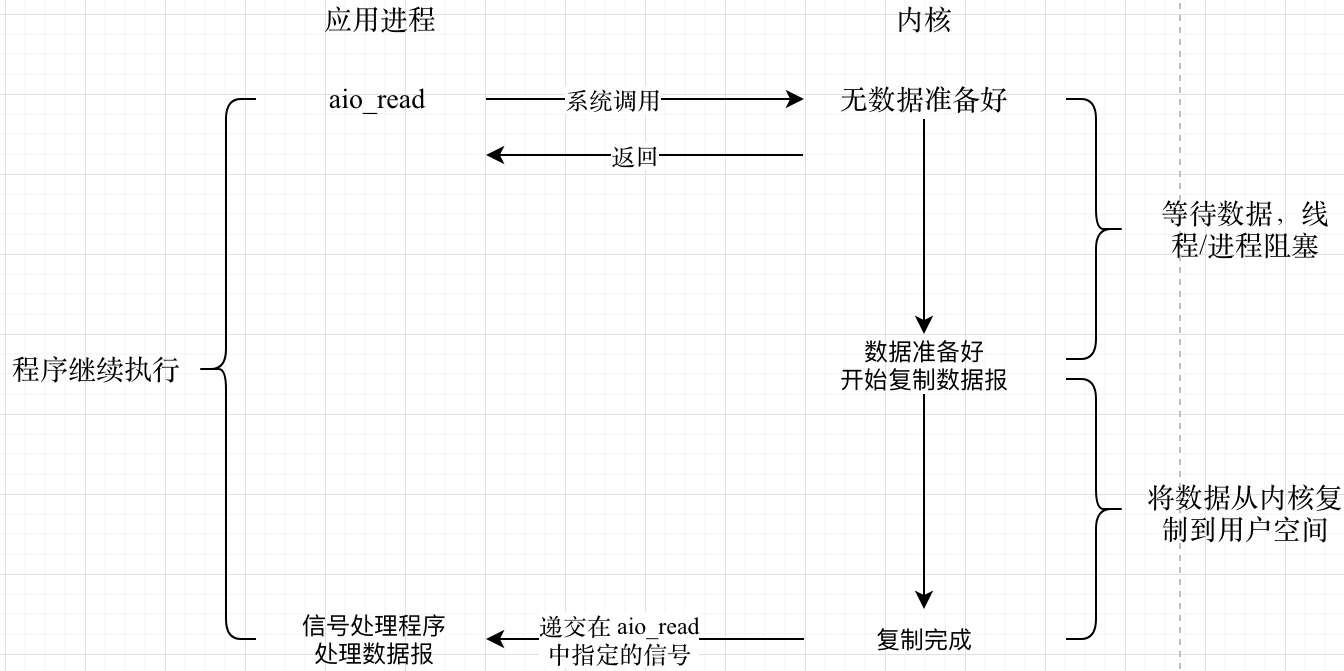 应用进程
内核
aio_read
系统调用
无数据准备好
返回
等待数据，线
程/进程阻塞
数据准备好
开始复制数据报
程序继续执行
将数据从内核复
制到用户空间
信号处理程序
处理数据报
递交在 aio_read
中指定的信号
复制完成